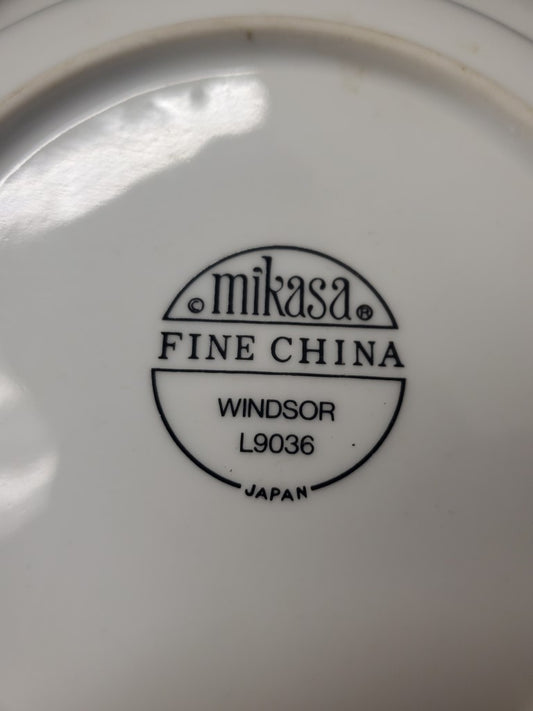 © mikasa ®
FINE CHINA
WINDSOR
L9036
JAPAN